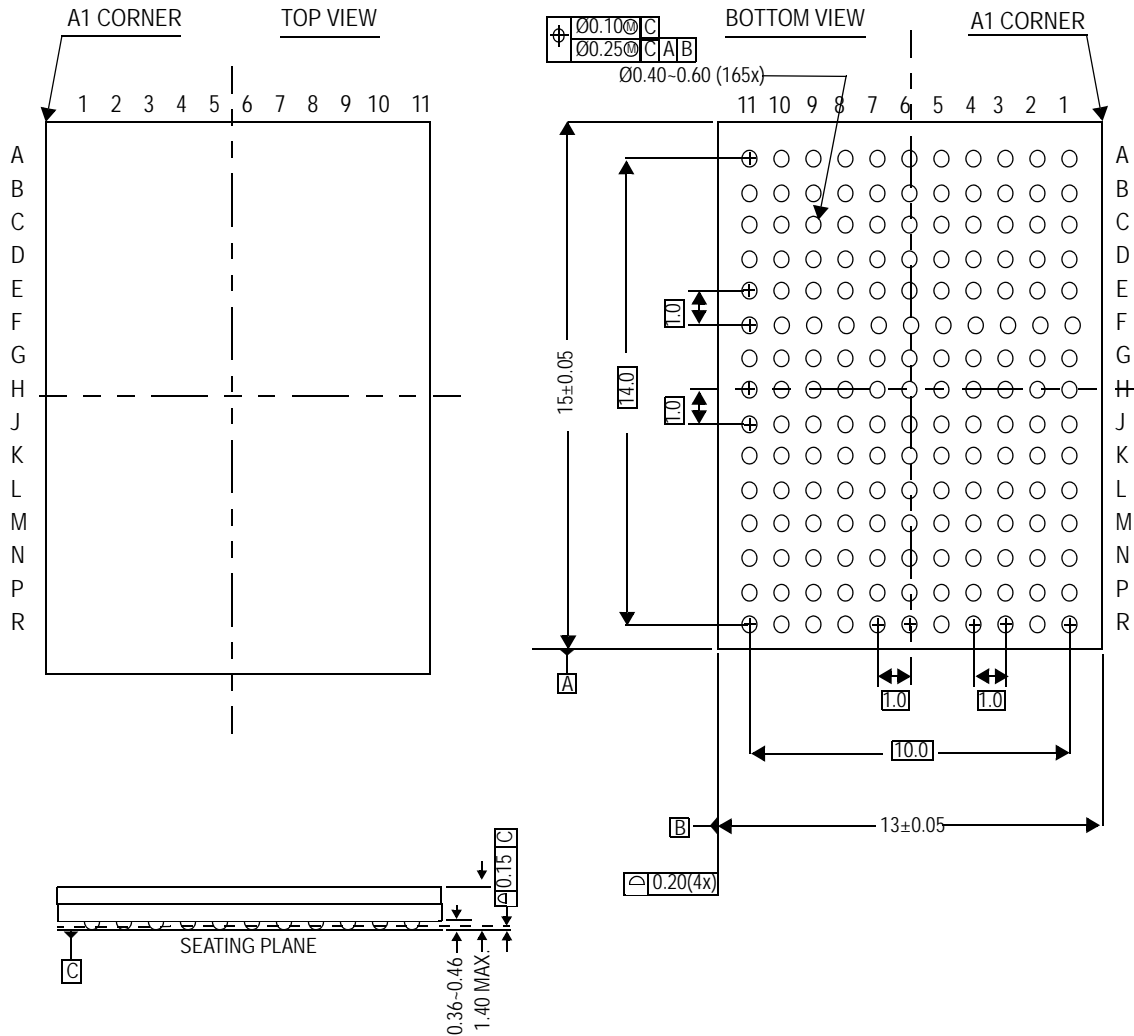 A1 CORNER
TOP VIEW
1 2 3 4 5 6 7 8 9 10 11
A
B
C
D
E
F
G
H
J
K
L
M
N
P
R
Ø0.10Ⓜ C
Ø0.25Ⓜ C A B
Ø0.40~0.60 (165x)
BOTTOM VIEW
A1 CORNER
11 10 9 8 7 6 5 4 3 2 1
A
B
C
D
E
F
G
H
J
K
L
M
N
P
R
1.0
1.0
14.0
15±0.05
A
1.0
1.0
10.0
B
13±0.05
0.20(4x)
0.15 C
SEATING PLANE
C
0.36~0.46
1.40 MAX.